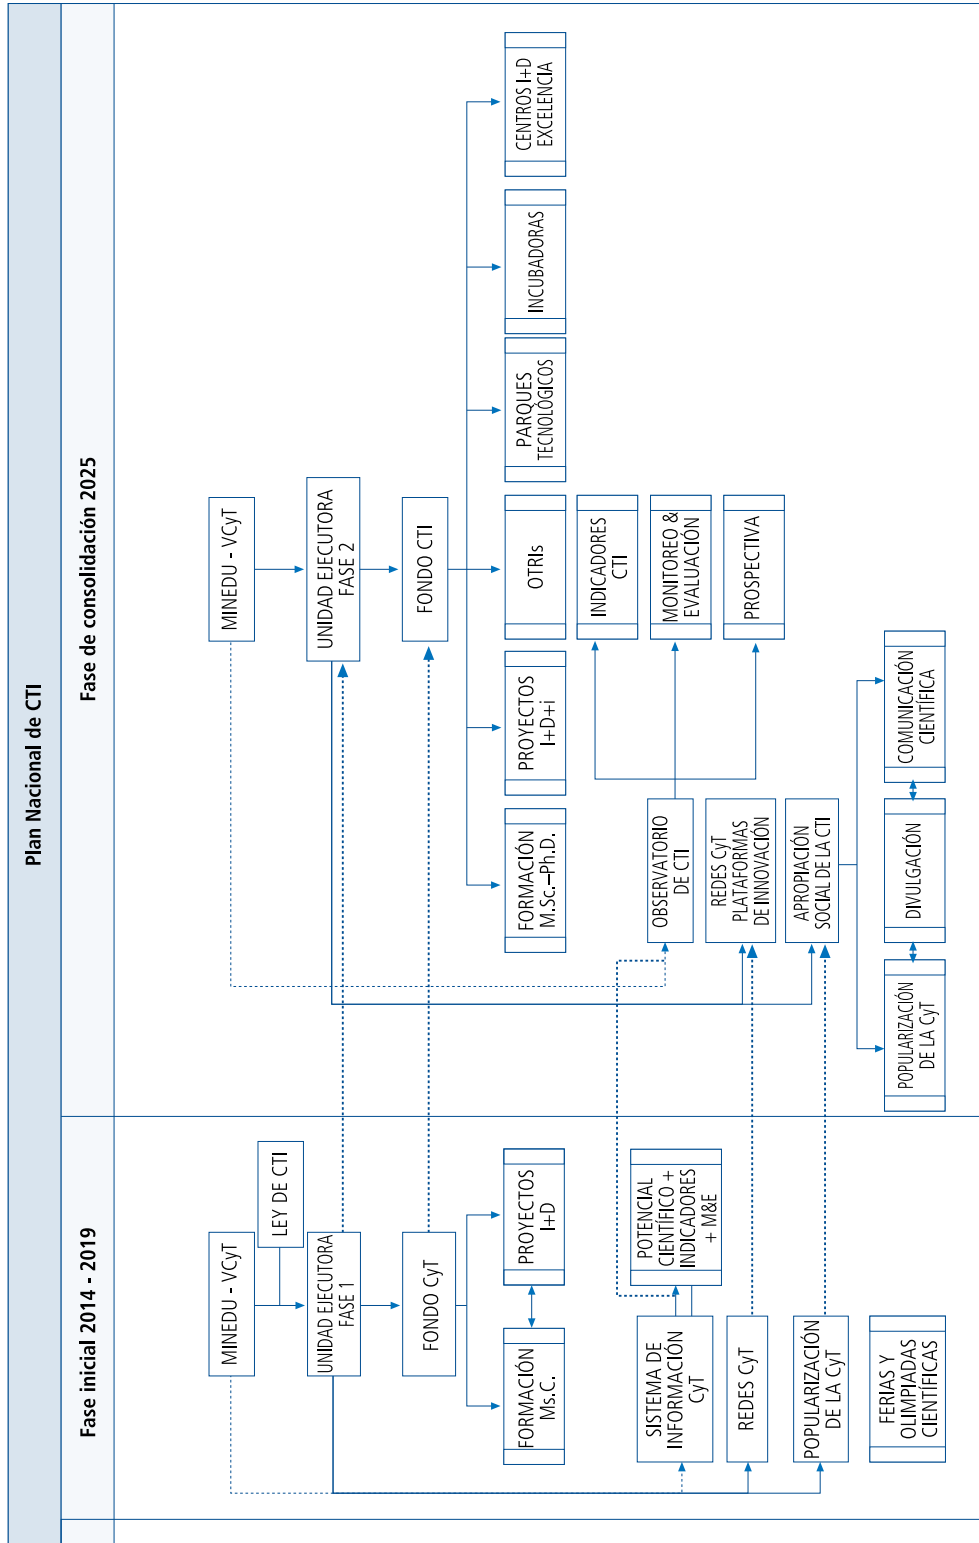 Plan Nacional de CTI
Fase inicial 2014 - 2019
MINEDU - VCyT
LEY DE CTI
UNIDAD EJECUTORA
FASE 1
FONDO CyT
FORMACIÓN
Ms.C.
PROYECTOS
I+D
SISTEMA DE
INFORMACIÓN
CyT
POTENCIAL
CIENTÍFICO +
INDICADORES
+ M&E
REDES CyT
POPULARIZACIÓN
DE LA CyT
FERIAS Y
OLIMPIADAS
CIENTÍFICAS
Fase de consolidación 2025
MINEDU - VCyT
UNIDAD EJECUTORA
FASE 2
FONDO CTI
FORMACIÓN
M.Sc.–Ph.D.
PROYECTOS
I+D+i
OTRIs
PARQUES
TECNOLÓGICOS
INCUBADORAS
CENTROS I+D
EXCELENCIA
INDICADORES
CTI
MONITOREO &
EVALUACIÓN
PROSPECTIVA
OBSERVATORIO
DE CTI
REDES CyT
PLATAFORMAS
DE INNOVACIÓN
APROPIACIÓN
SOCIAL DE LA CTI
POPULARIZACIÓN
DE LA CyT
DIVULGACIÓN
COMUNICACIÓN
CIENTÍFICA